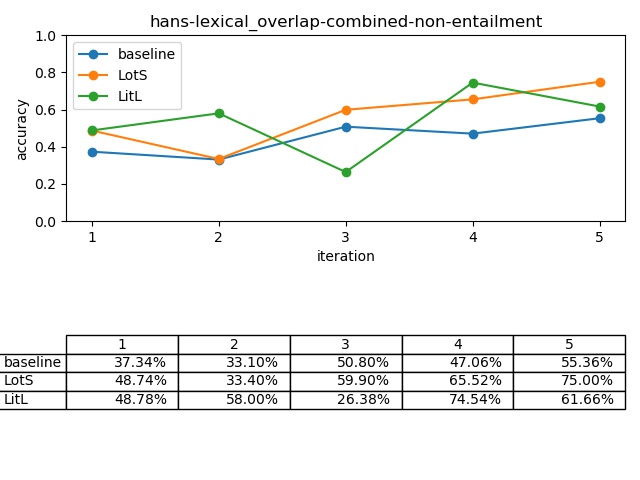 hans-lexical_overlap-combined-non-entailment
1.0
0.8
0.6
0.4
0.2
0.0
accuracy
baseline
LotS
LitL
1 2 3 4 5
iteration
1 2 3 4 5
baseline 37.34% 33.10% 50.80% 47.06% 55.36%
LotS 48.74% 33.40% 59.90% 65.52% 75.00%
LitL 48.78% 58.00% 26.38% 74.54% 61.66%